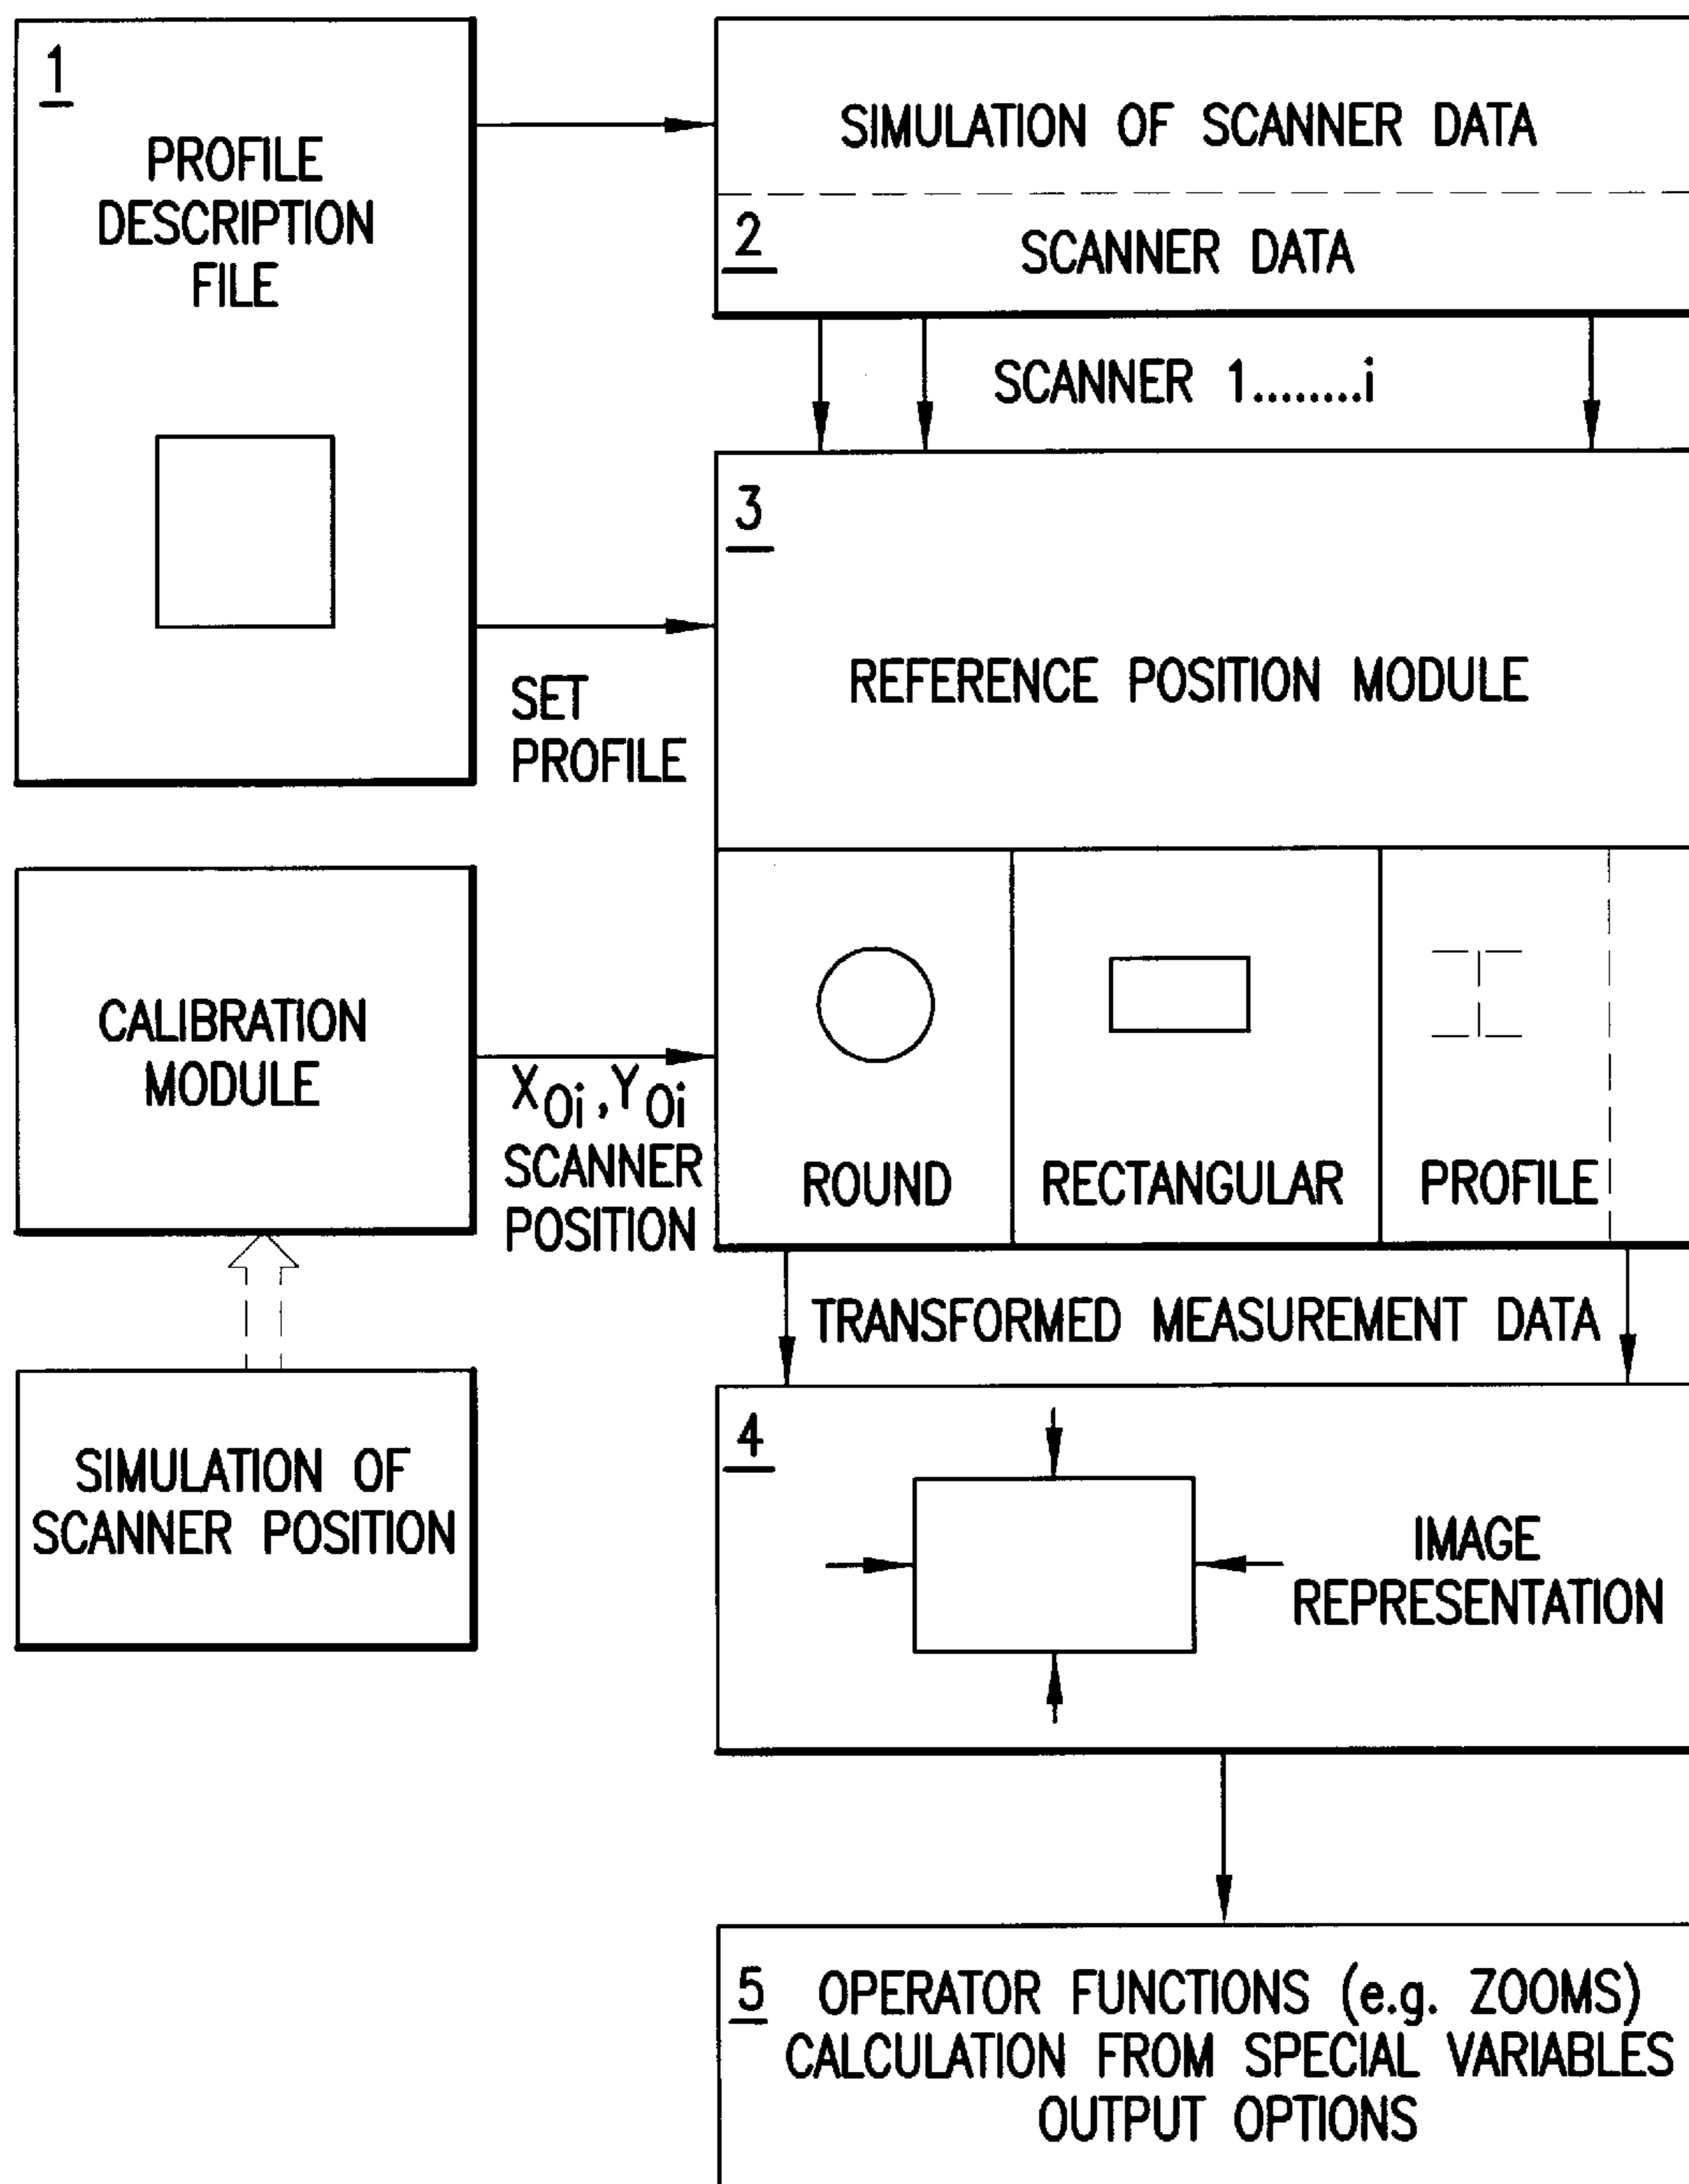 1
PROFILE
DESCRIPTION
FILE
SIMULATION OF SCANNER DATA
2
SCANNER DATA
SCANNER 1........i
3
REFERENCE POSITION MODULE
SET
PROFILE
CALIBRATION
MODULE
X0i,Y0i
SCANNER
POSITION
ROUND
RECTANGULAR
PROFILE
TRANSFORMED MEASUREMENT DATA
SIMULATION OF
SCANNER POSITION
4
IMAGE
REPRESENTATION
5
OPERATOR FUNCTIONS (e.g. ZOOMS)
CALCULATION FROM SPECIAL VARIABLES
OUTPUT OPTIONS